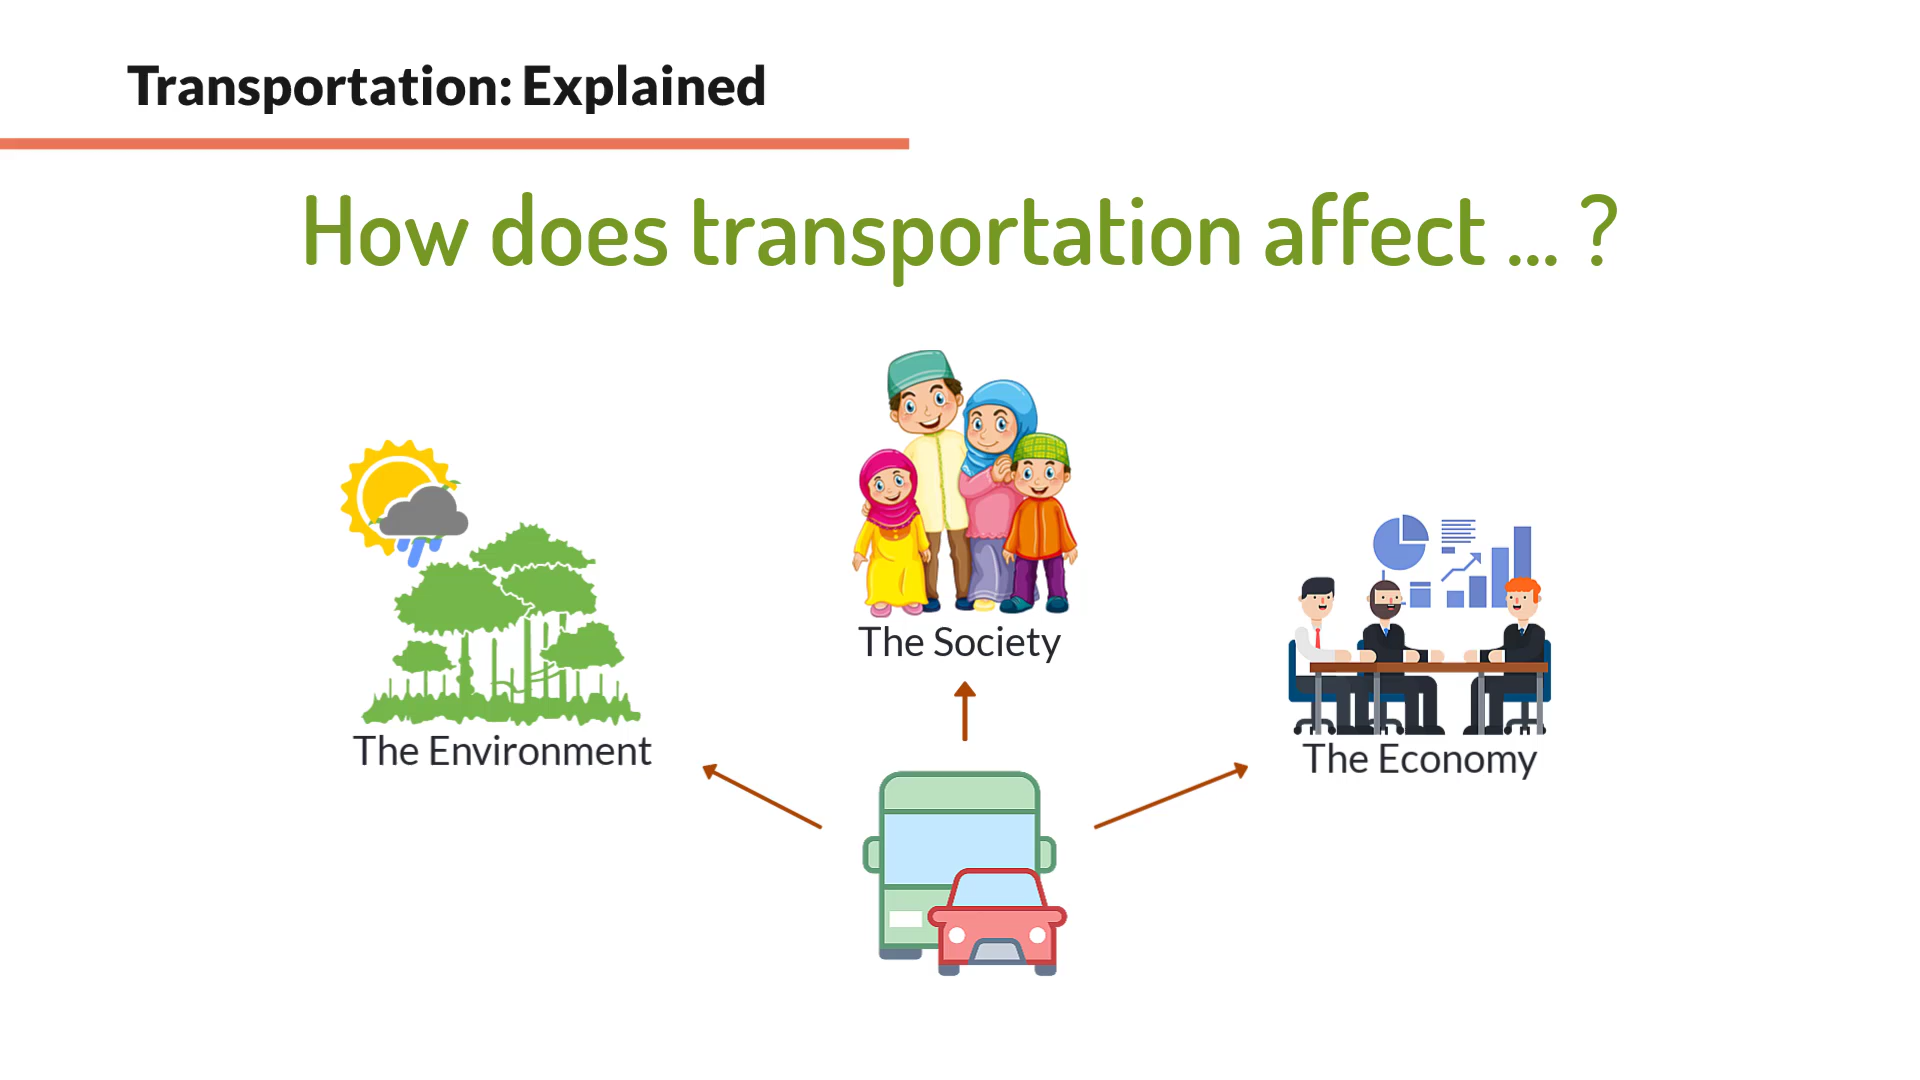 Transportation: Explained
How does transportation affect ... ?
The Society
The Environment
The Economy